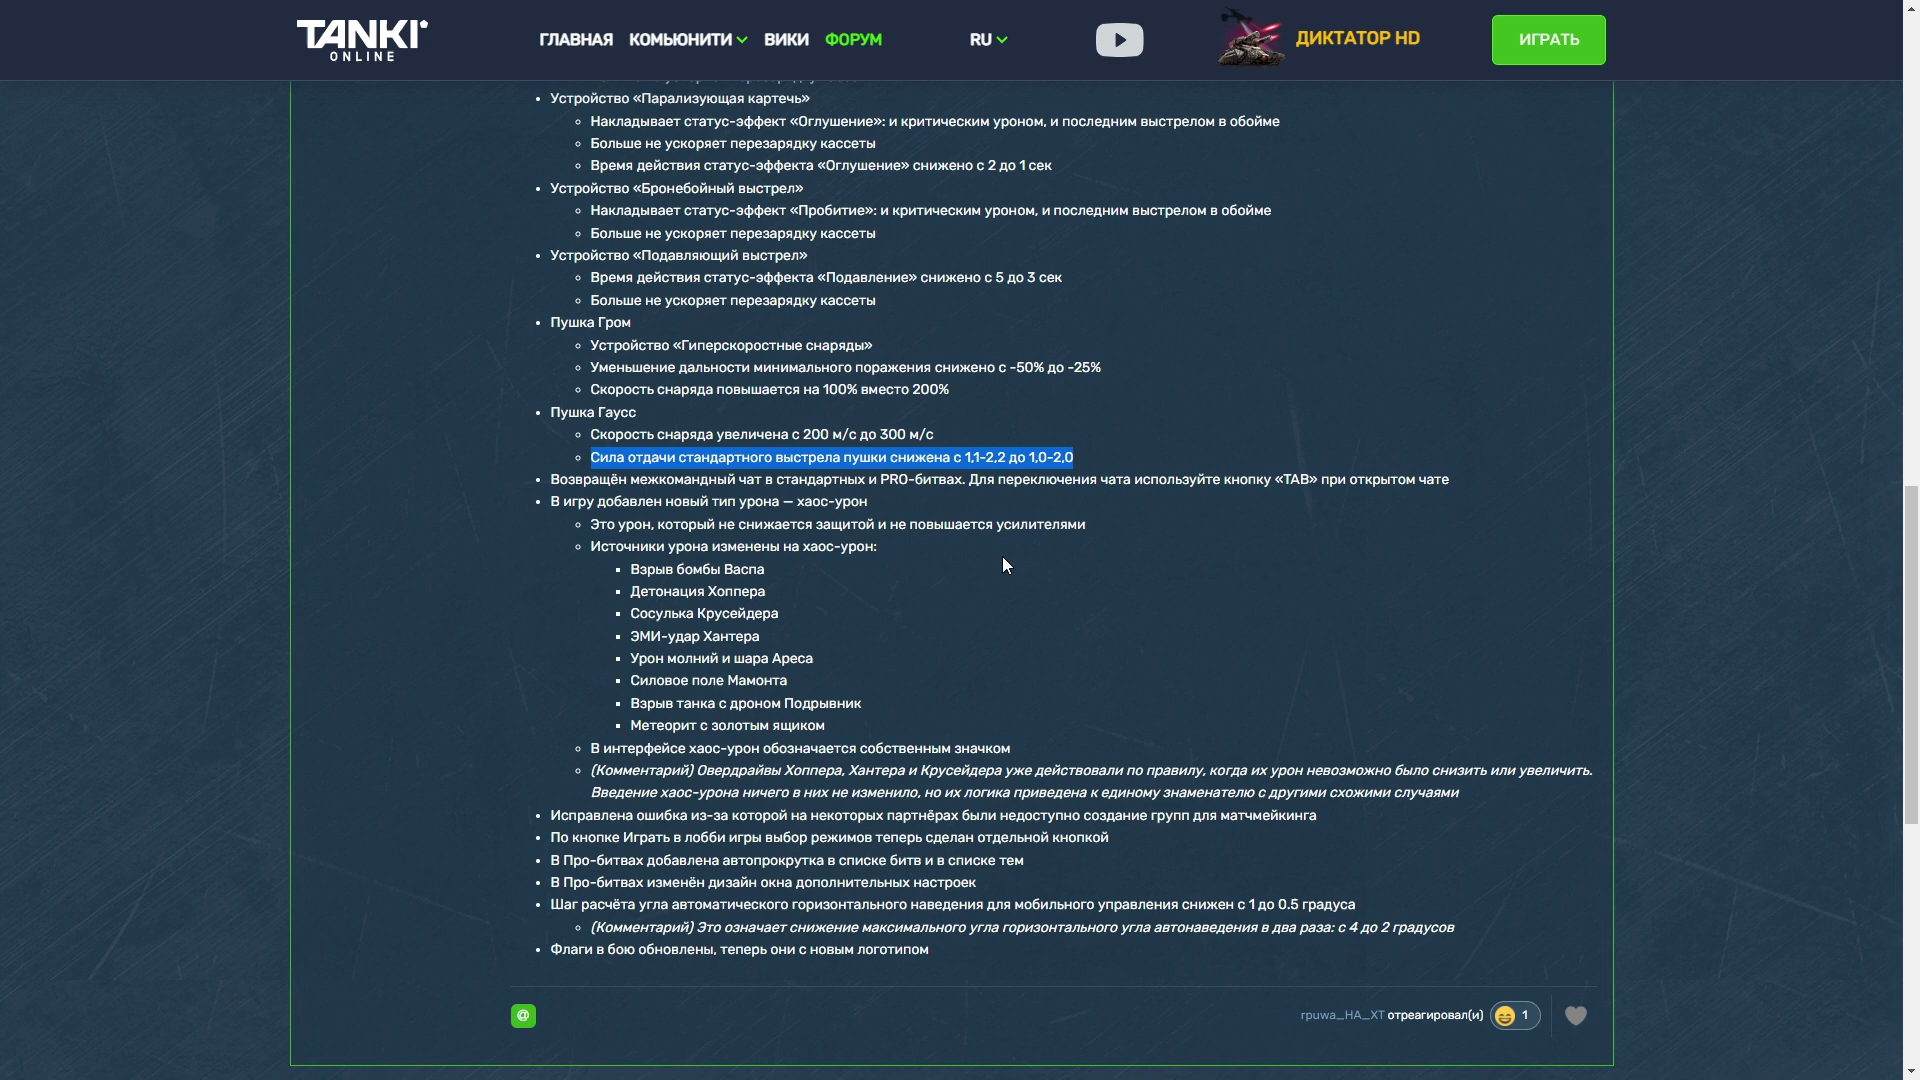 TANKI
ONLINE
ГЛАВНАЯ
КОМЬЮНИТИ
ВИКИ
ФОРУМ
RU
ДИКТАТОР HD
ИГРАТЬ
Устройство «Парализующая картечь»
Накладывает статус-эффект «Оглушение»: и критическим уроном, и последним выстрелом в обойме
Больше не ускоряет перезарядку кассеты
Время действия статус-эффекта «Оглушение» снижено с 2 до 1 сек
Устройство «Бронебойный выстрел»
Накладывает статус-эффект «Пробитие»: и критическим уроном, и последним выстрелом в обойме
Больше не ускоряет перезарядку кассеты
Устройство «Подавляющий выстрел»
Время действия статус-эффекта «Подавление» снижено с 5 до 3 сек
Больше не ускоряет перезарядку кассеты
Пушка Гром
Устройство «Гиперскоростные снаряды»
Уменьшение дальности минимального поражения снижено с -50% до -25%
Скорость снаряда повышается на 100% вместо 200%
Пушка Гаусс
Скорость снаряда увеличена с 200 м/с до 300 м/с
Сила отдачи стандартного выстрела пушки снижена с 1,1-2,2 до 1,0-2,0
Возвращён межкомандный чат в стандартных и PRO-битвах. Для переключения чата используйте кнопку «TAB» при открытом чате
В игру добавлен новый тип урона — хаос-урон
Это урон, который не снижается защитой и не повышается усилителями
Источники урона изменены на хаос-урон:
Взрыв бомбы Васпа
Детонация Хоппера
Сосулька Крусейдера
ЭМИ-удар Хантера
Урон молний и шара Ареса
Силовое поле Мамонта
Взрыв танка с дроном Подрывник
Метеорит с золотым ящиком
В интерфейсе хаос-урон обозначается собственным значком
(Комментарий) Овердрайвы Хоппера, Хантера и Крусейдера уже действовали по правилу, когда их урон невозможно было снизить или увеличить.
Введение хаос-урона ничего в них не изменило, но их логика приведена к единому знаменателю с другими схожими случаями
Исправлена ошибка из-за которой на некоторых партнёрах были недоступно создание групп для матчмейкинга
По кнопке Играть в лобби игры выбор режимов теперь сделан отдельной кнопкой
В Про-битвах добавлена автопрокрутка в списке битв и в списке тем
В Про-битвах изменён дизайн окна дополнительных настроек
Шаг расчёта угла автоматического горизонтального наведения для мобильного управления снижен с 1 до 0.5 градуса
(Комментарий) Это означает снижение максимального угла горизонтального угла автонаведения в два раза: с 4 до 2 градусов
Флаги в бою обновлены, теперь они с новым логотипом
@
rpuwa_HA_XT отреагировал(и)
1